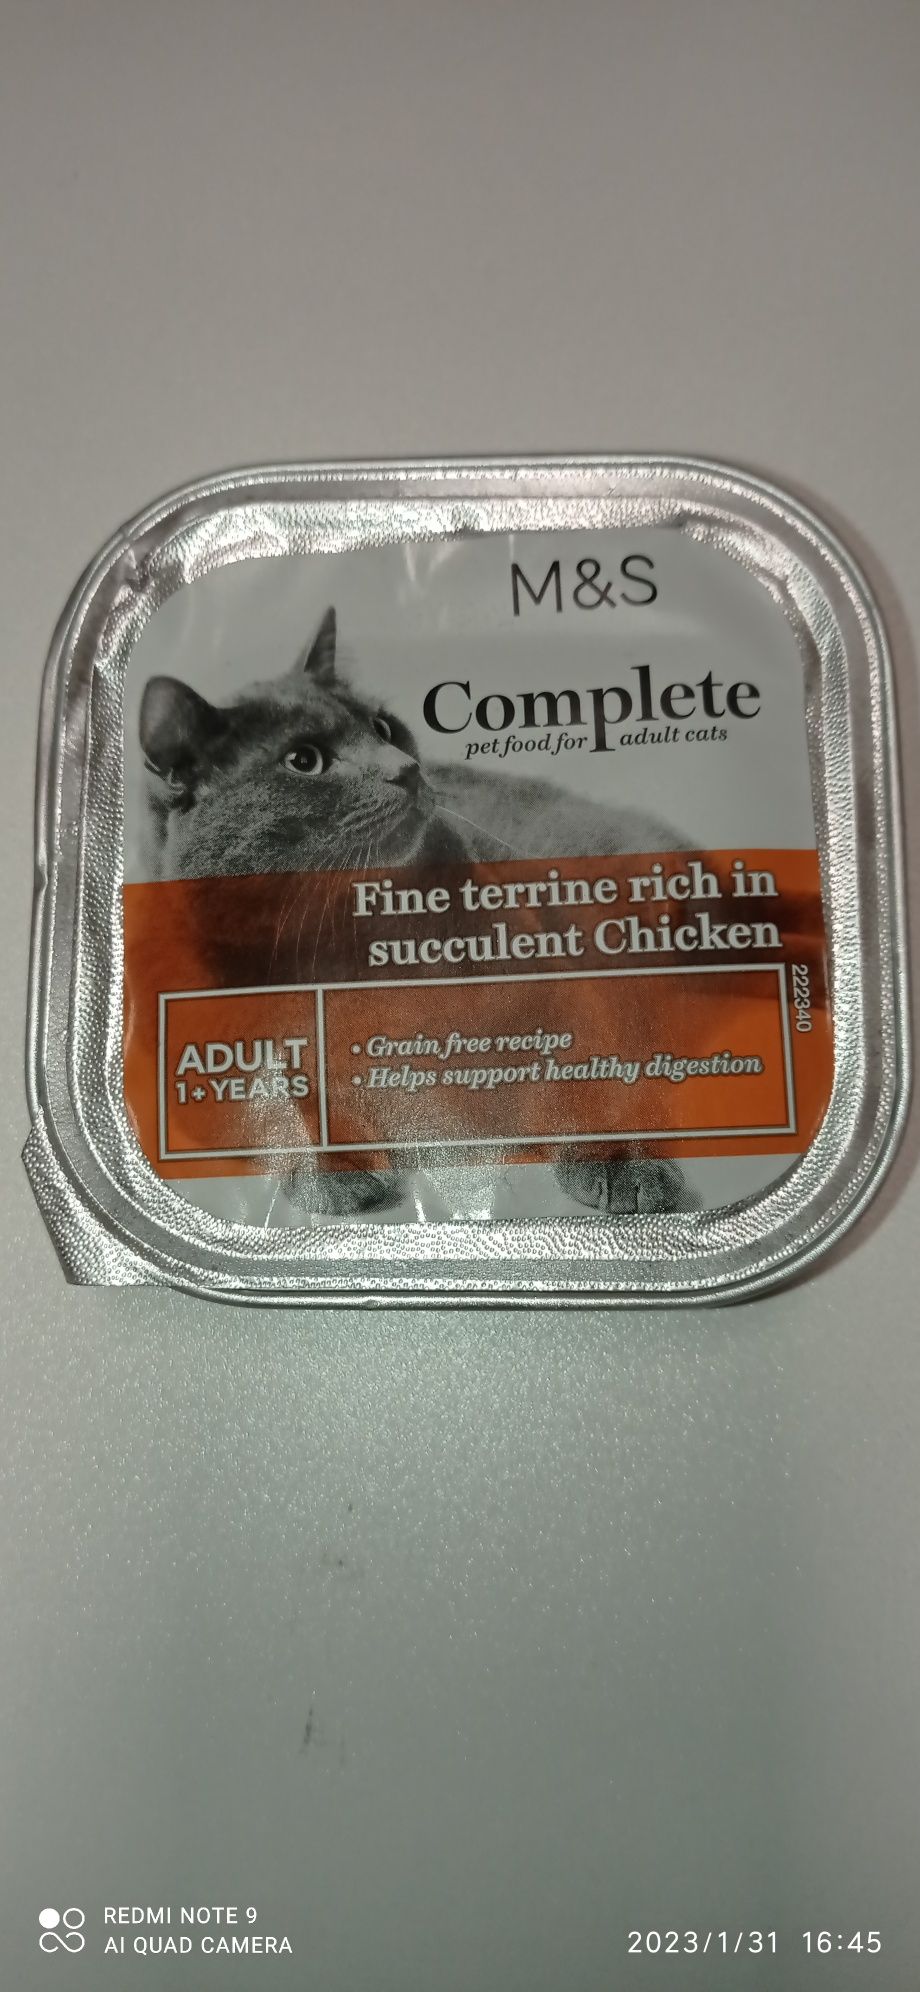 M&S
Complete
pet food for adult cats
Fine terrine rich in
succulent Chicken
222340
ADULT
1+ YEARS
• Grain free recipe
• Helps support healthy digestion
REDMI NOTE 9
AI QUAD CAMERA
2023/1/31 16:45